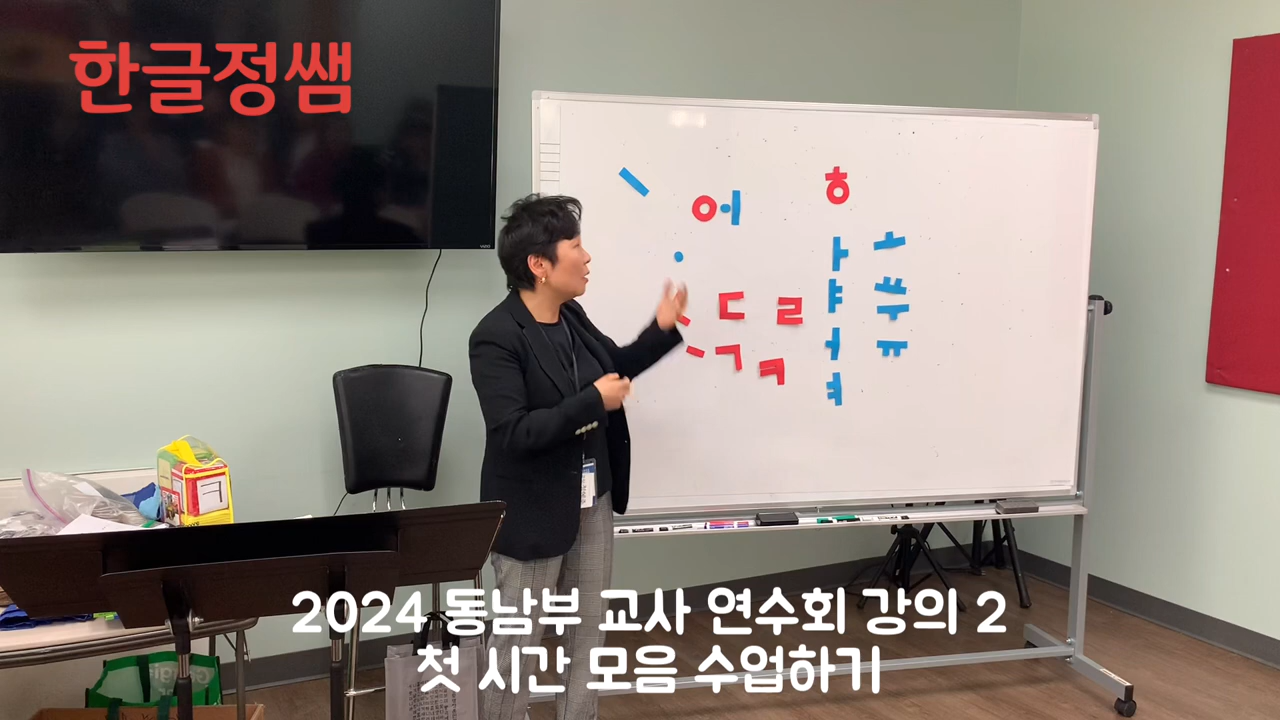 한글정쌤
ㅎ
ㅇㅓ
ㅏ ㅗ
ㅑ ㅛ
ㄷ ㄹ ㅜ
ㅓ ㅠ
ㄱ ㅋ
ㅕ
ㅋ
2024 동남부 교사 연수회 강의 2
첫 시간 모음 수업하기